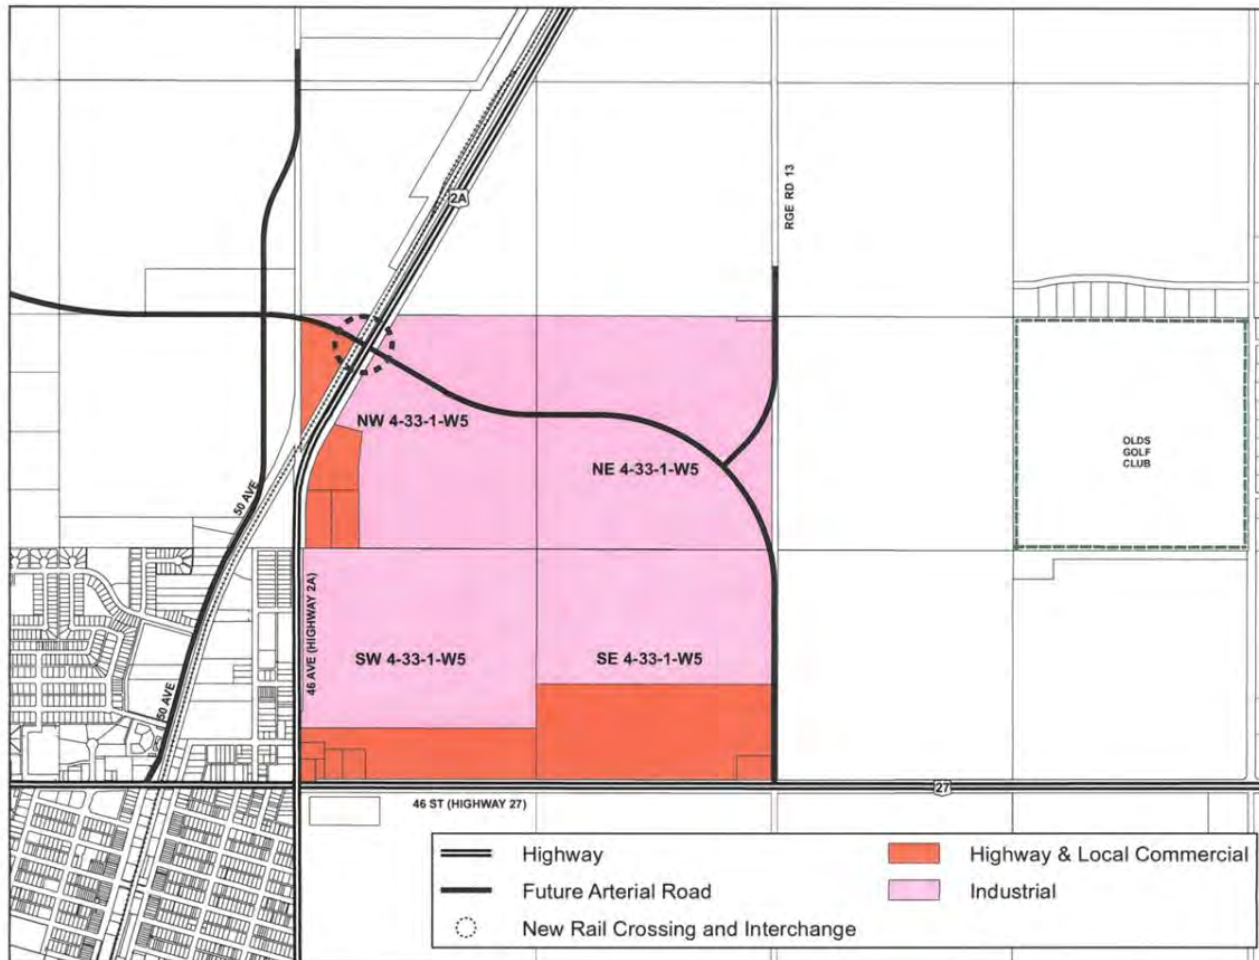 2A
RGE RD 13
NW 4-33-1-W5
NE 4-33-1-W5
OLDS
GOLF
CLUB
50 AVE
46 AVE (HIGHWAY 2A)
SW 4-33-1-W5
SE 4-33-1-W5
50 AVE
27
46 ST (HIGHWAY 27)
Highway
Highway & Local Commercial
Future Arterial Road
Industrial
New Rail Crossing and Interchange